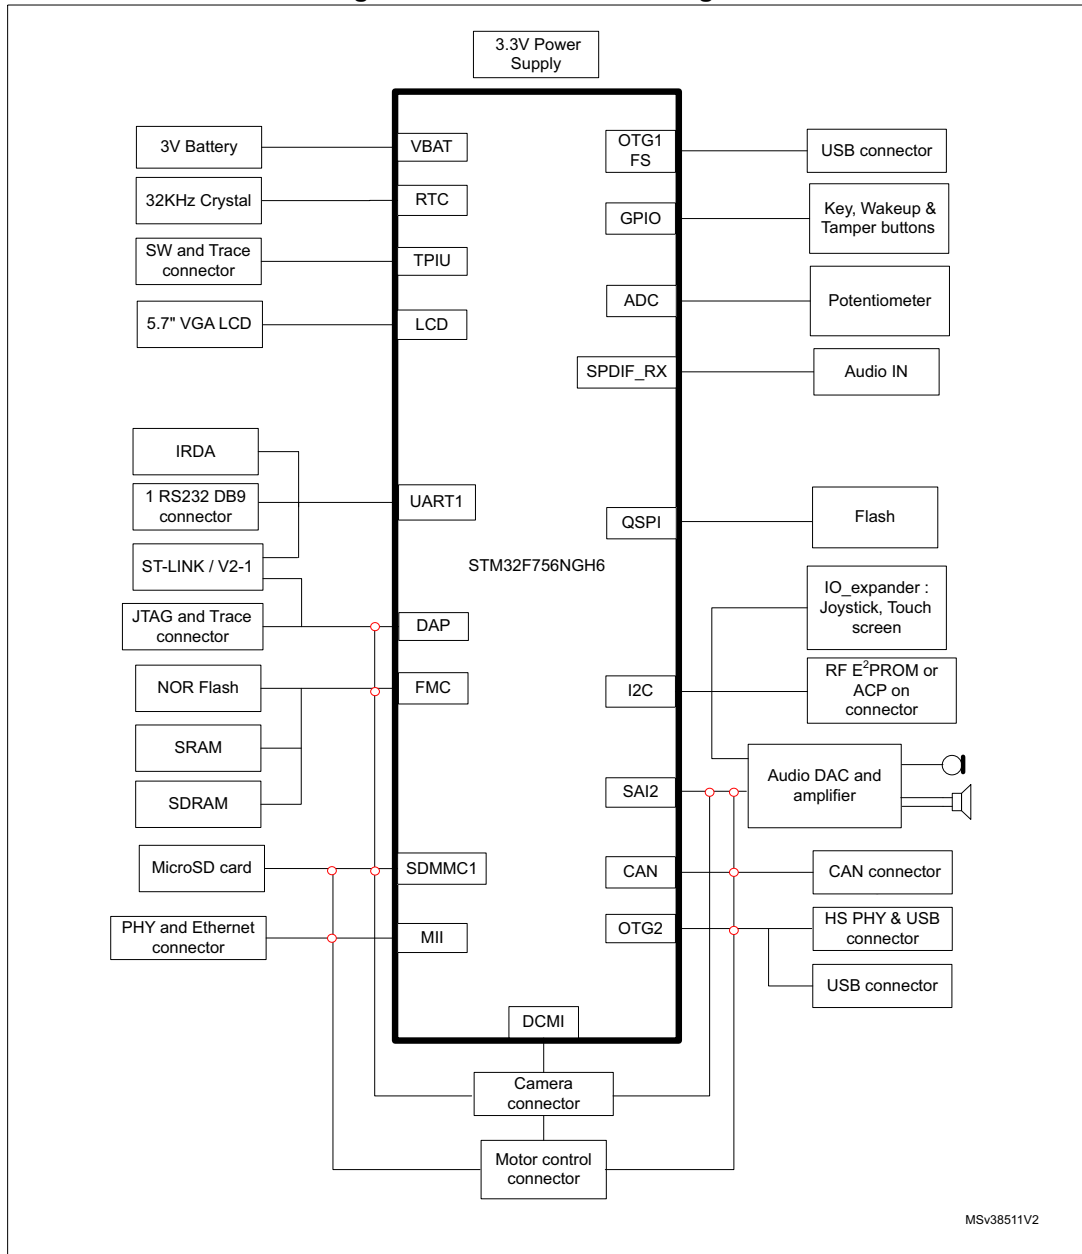 3.3V Power
Supply
3V Battery
VBAT
OTG1
FS
USB connector
32KHz Crystal
RTC
GPIO
Key, Wakeup &
Tamper buttons
SW and Trace
connector
TPIU
ADC
Potentiometer
5.7" VGA LCD
LCD
SPDIF_RX
Audio IN
IRDA
1 RS232 DB9
connector
UART1
QSPI
Flash
ST-LINK / V2-1
STM32F756NGH6
IO_expander :
Joystick, Touch
screen
JTAG and Trace
connector
DAP
NOR Flash
FMC
I2C
RF E²PROM or
ACP on
connector
SRAM
SDRAM
SAI2
Audio DAC and
amplifier
MicroSD card
SDMMC1
CAN
CAN connector
PHY and Ethernet
connector
MII
OTG2
HS PHY & USB
connector
USB connector
DCMI
Camera
connector
Motor control
connector
MSv38511V2